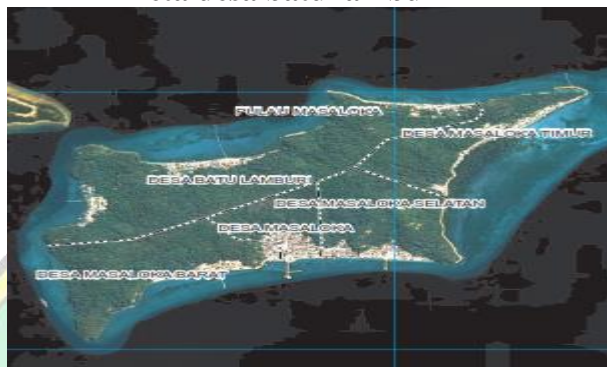 PULAU MASALOKA
DESA MASALOKA TIMUR
DESA BATU LAMBURI
DESA MASALOKA SELATAN
DESA MASALOKA
DESA MASALOKA BARAT